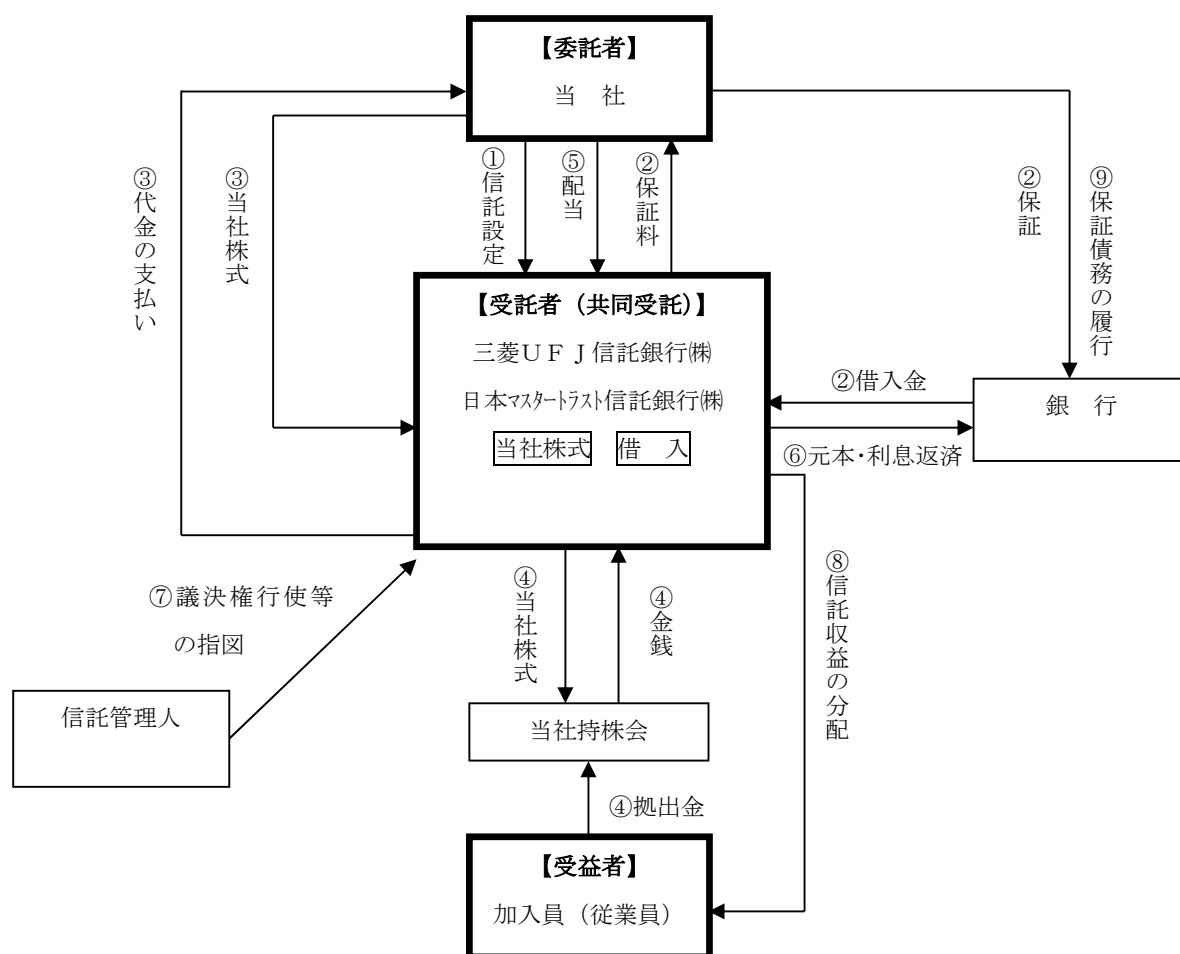 【委託者】
当 社
③代金の支払い
③当社株式
①信託設定
⑤配当
②保証料
②保証
⑨保証債務の履行
【受託者(共同受託)】
三菱UFJ信託銀行㈱
日本ﾏｽﾀｰﾄﾗｽﾄ信託銀行㈱
当社株式 借 入
②借入金
銀 行
⑥元本・利息返済
⑦議決権行使等
の指図
④当社株式
④金銭
⑧信託収益の分配
信託管理人
当社持株会
④拠出金
【受益者】
加入員(従業員)